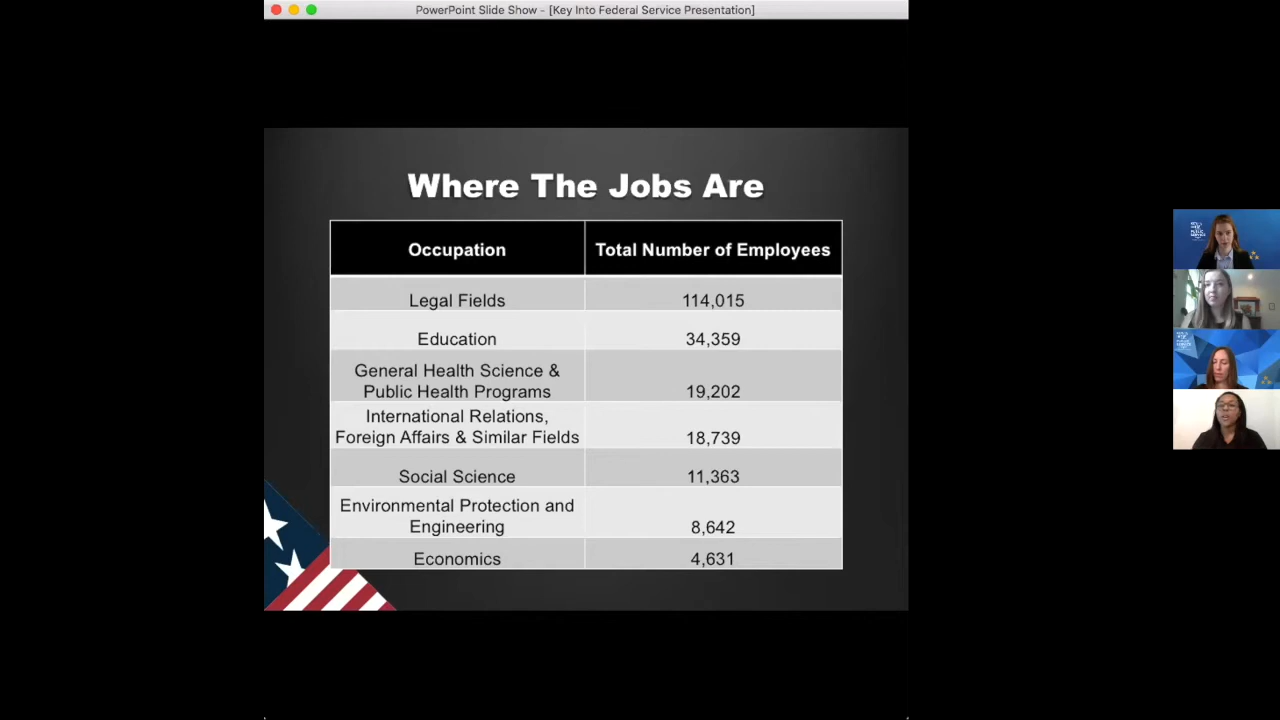 PowerPoint Slide Show - [Key Into Federal Service Presentation]
Where The Jobs Are
Occupation Total Number of Employees
Legal Fields 114,015
Education 34,359
General Health Science &
Public Health Programs 19,202
International Relations,
Foreign Affairs & Similar Fields 18,739
Social Science 11,363
Environmental Protection and
Engineering 8,642
Economics 4,631